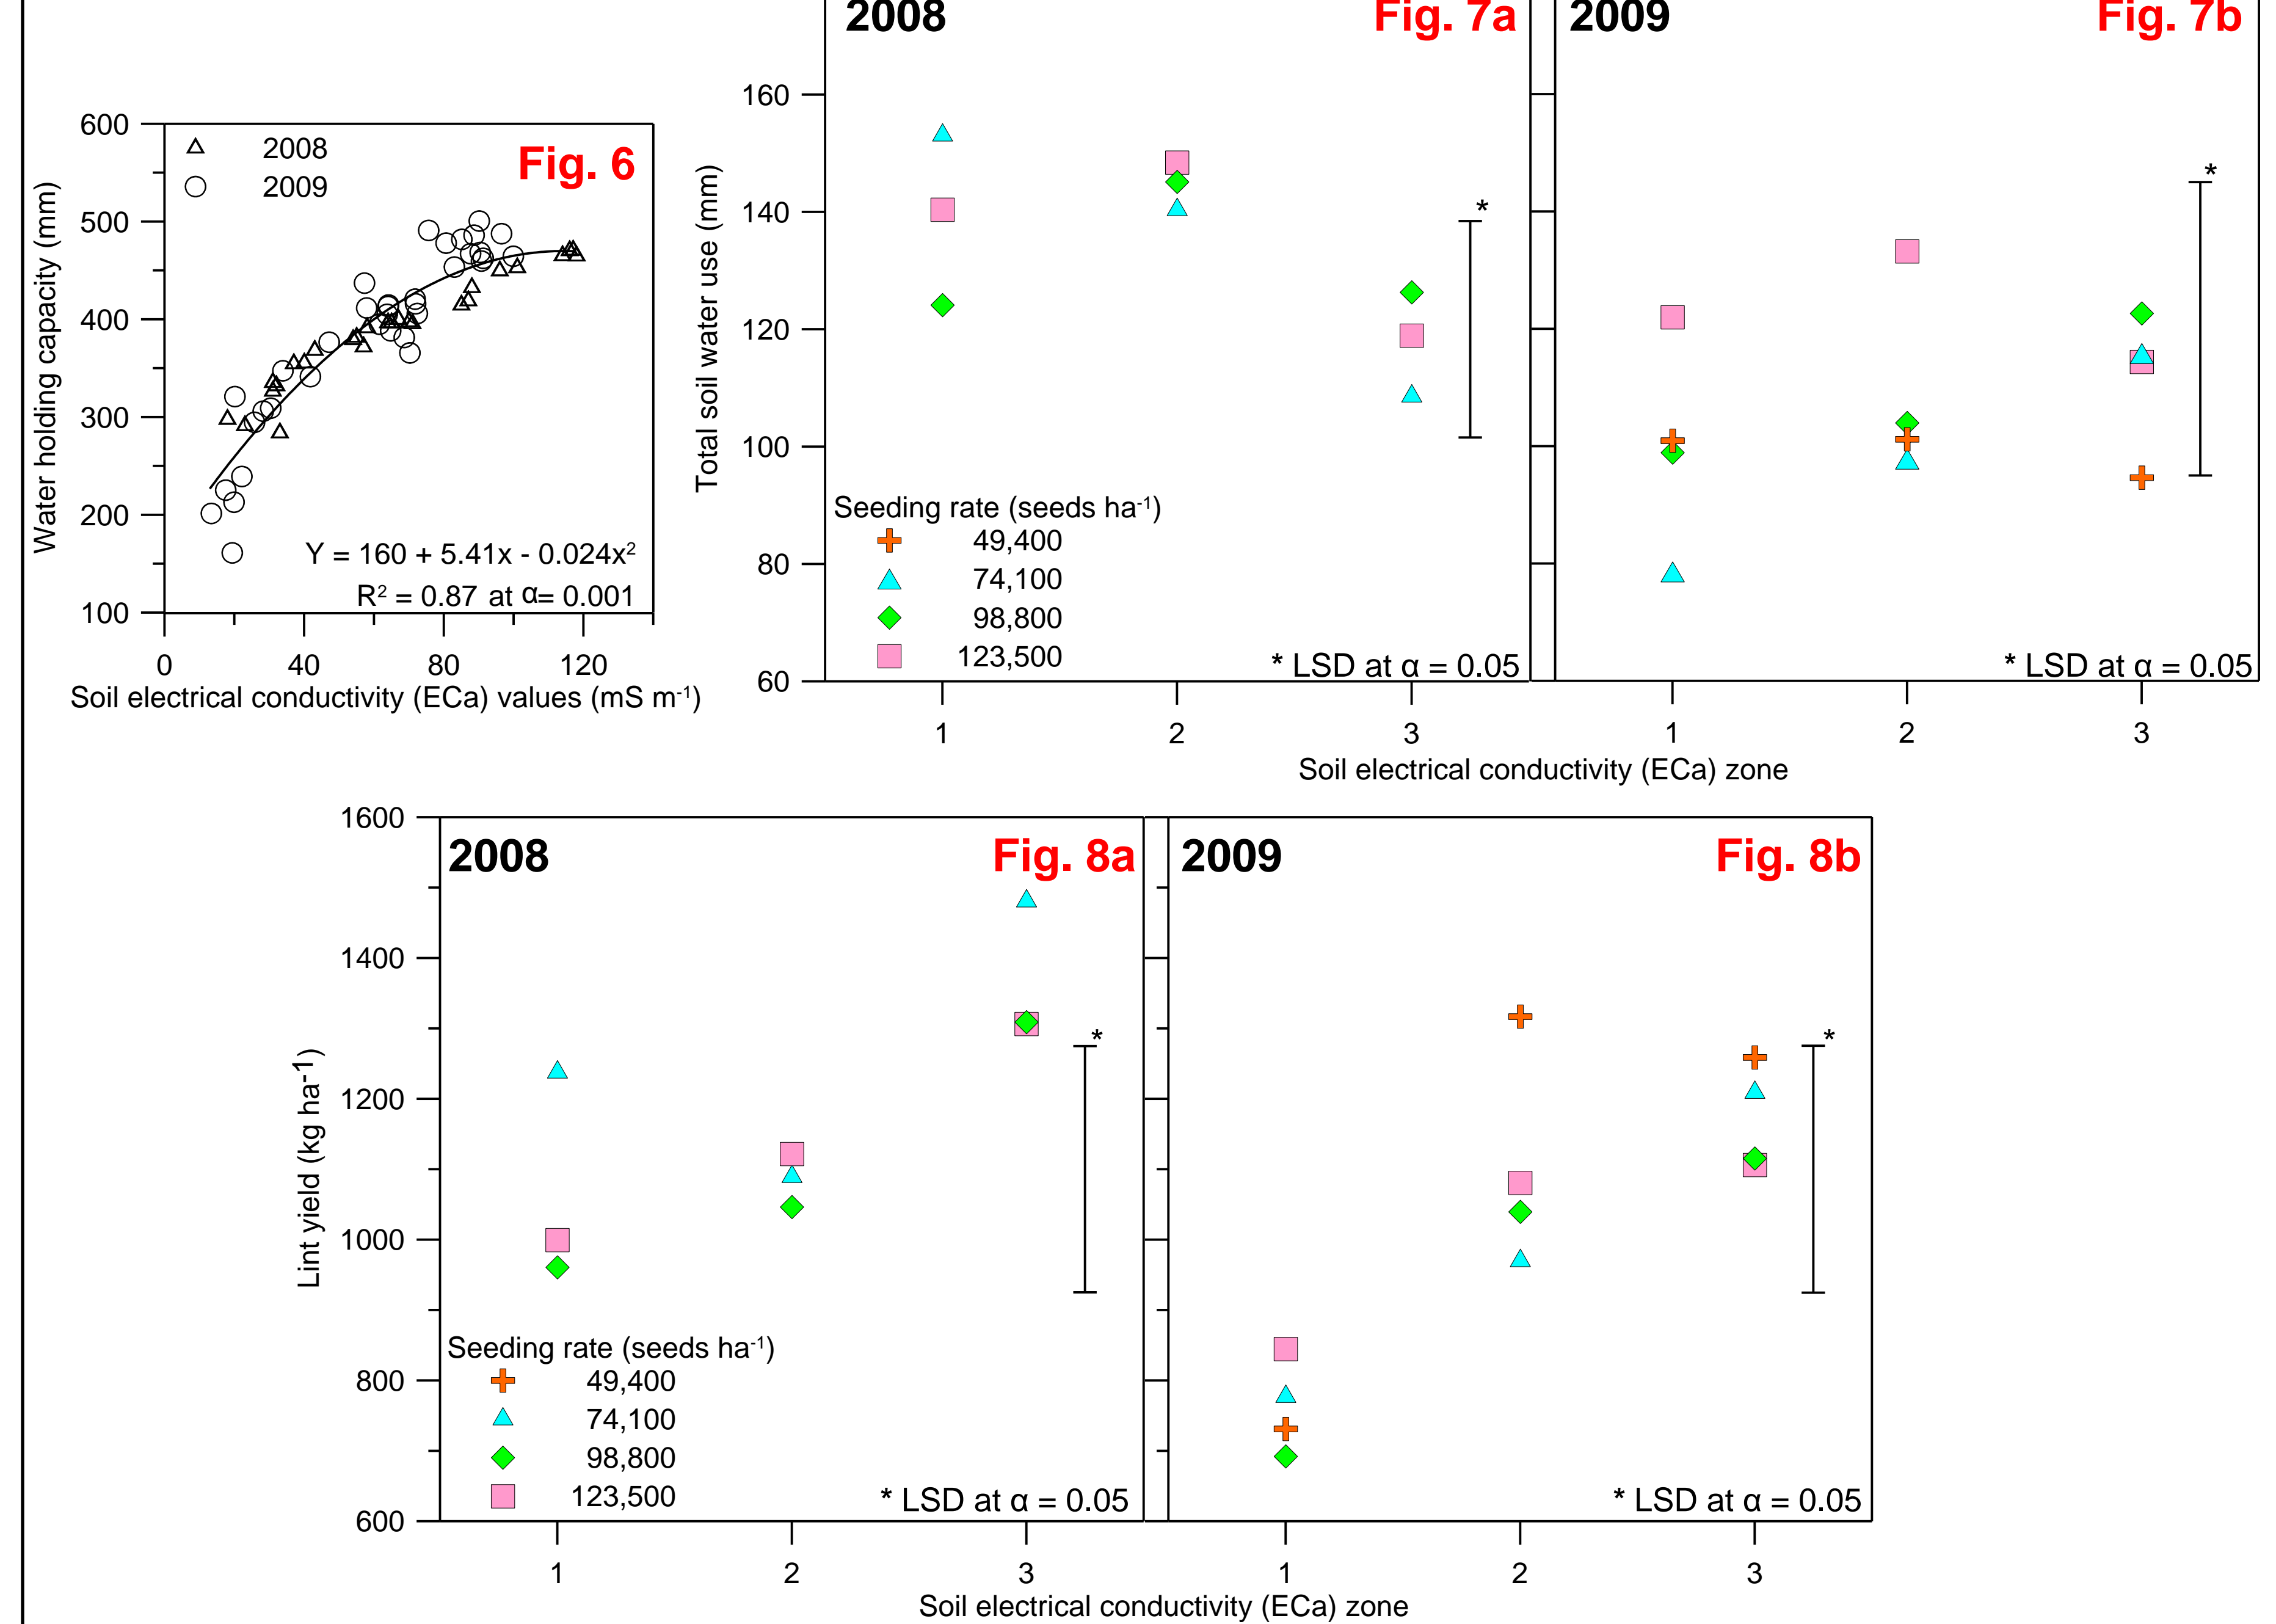 2008
Fig. 7a
2009
Fig. 7b
160
140
120
100
80
60
Total soil water use (mm)
*
Seeding rate (seeds ha-1)
49,400
74,100
98,800
123,500
* LSD at α = 0.05
*
* LSD at α = 0.05
1
2
3
1
2
3
Soil electrical conductivity (ECa) zone
600
500
400
300
200
100
Water holding capacity (mm)
2008
2009
Fig. 6
Y = 160 + 5.41x - 0.024x2
R2 = 0.87 at α= 0.001
0
40
80
120
Soil electrical conductivity (ECa) values (mS m-1)
1600
1400
1200
1000
800
600
Lint yield (kg ha-1)
2008
Fig. 8a
*
Seeding rate (seeds ha-1)
49,400
74,100
98,800
123,500
* LSD at α = 0.05
2009
Fig. 8b
*
* LSD at α = 0.05
1
2
3
1
2
3
Soil electrical conductivity (ECa) zone